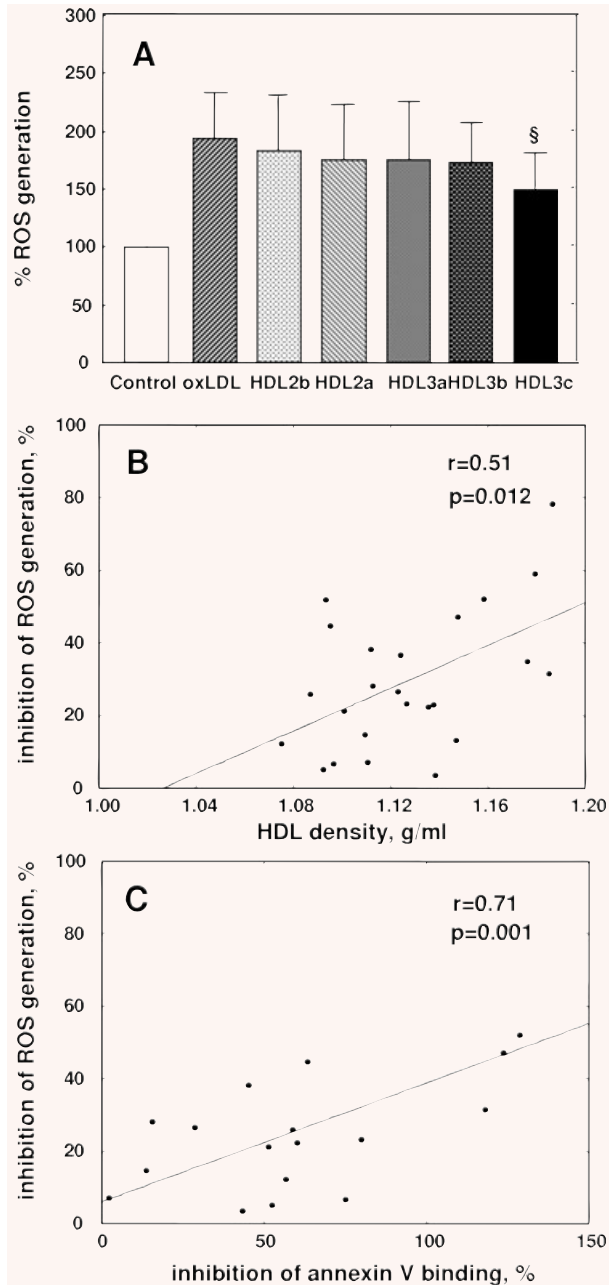 A
% ROS generation
300
250
200
150
100
50
0
§
Control oxLDL HDL2b HDL2a HDL3a HDL3b HDL3c
B
r=0.51
p=0.012
inhibition of ROS generation, %
100
80
60
40
20
0
1.00 1.04 1.08 1.12 1.16 1.20
HDL density, g/ml
C
r=0.71
p=0.001
inhibition of ROS generation, %
100
80
60
40
20
0
0 50 100 150
inhibition of annexin V binding, %